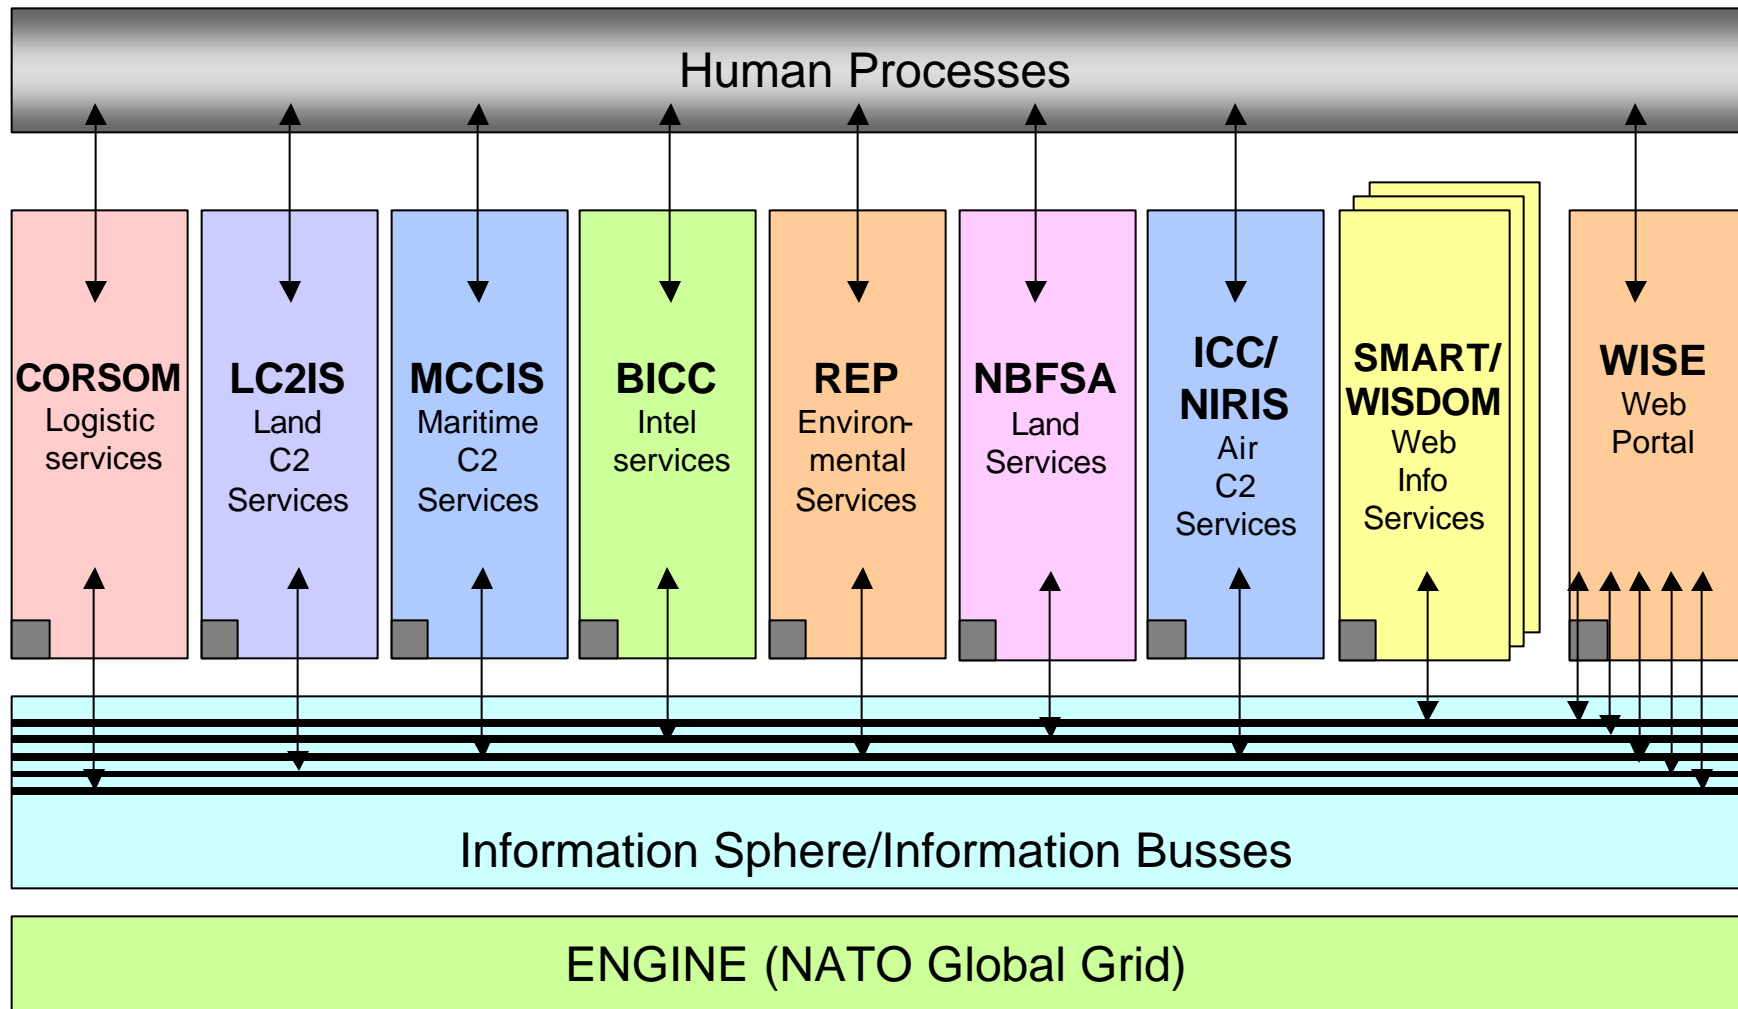 Human Processes
CORSOM
Logistic
services
LC2IS
Land
C2
Services
MCCIS
Maritime
C2
Services
BICC
Intel
services
REP
Environ-
mental
Services
NBFSA
Land
Services
ICC/
NIRIS
Air
C2
Services
SMART/
WISDOM
Web
Info
Services
WISE
Web
Portal
Information Sphere/Information Busses
ENGINE (NATO Global Grid)